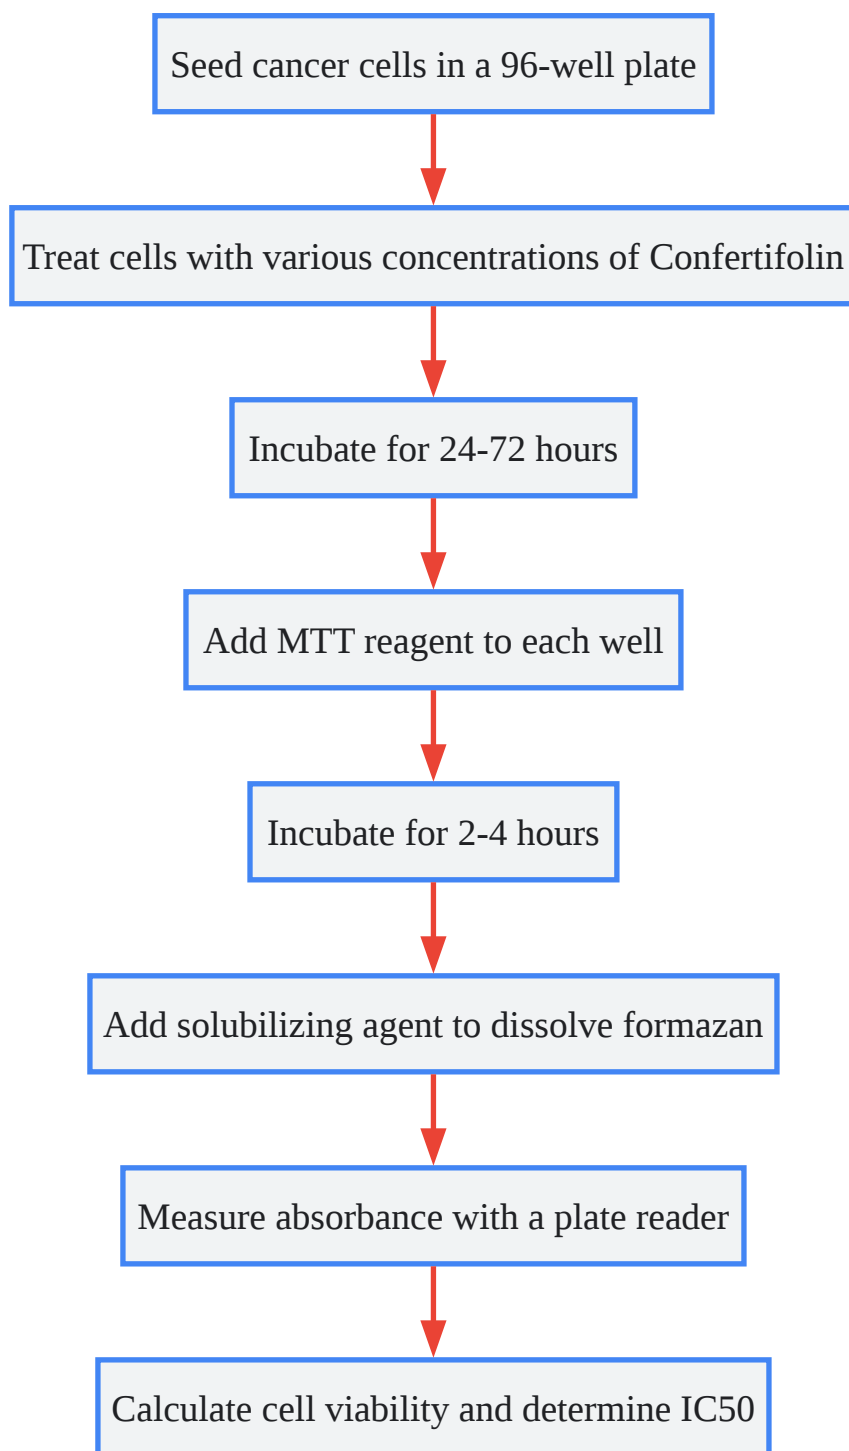 Seed cancer cells in a 96-well plate
Treat cells with various concentrations of Confertifolin
Incubate for 24-72 hours
Add MTT reagent to each well
Incubate for 2-4 hours
Add solubilizing agent to dissolve formazan
Measure absorbance with a plate reader
Calculate cell viability and determine IC50